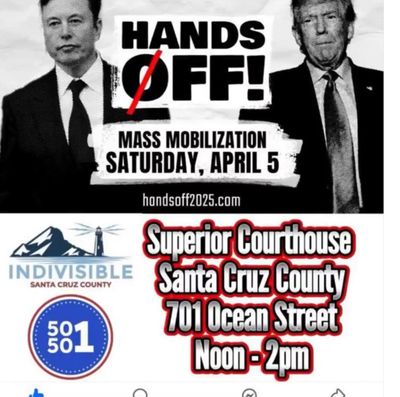 HANDS
OFF!
MASS MOBILIZATION
SATURDAY, APRIL 5
handsoff2025.com
INDIVISIBLE
SANTA CRUZ COUNTY
50
50 1
Superior Courthouse
Santa Cruz County
701 Ocean Street
Noon - 2pm